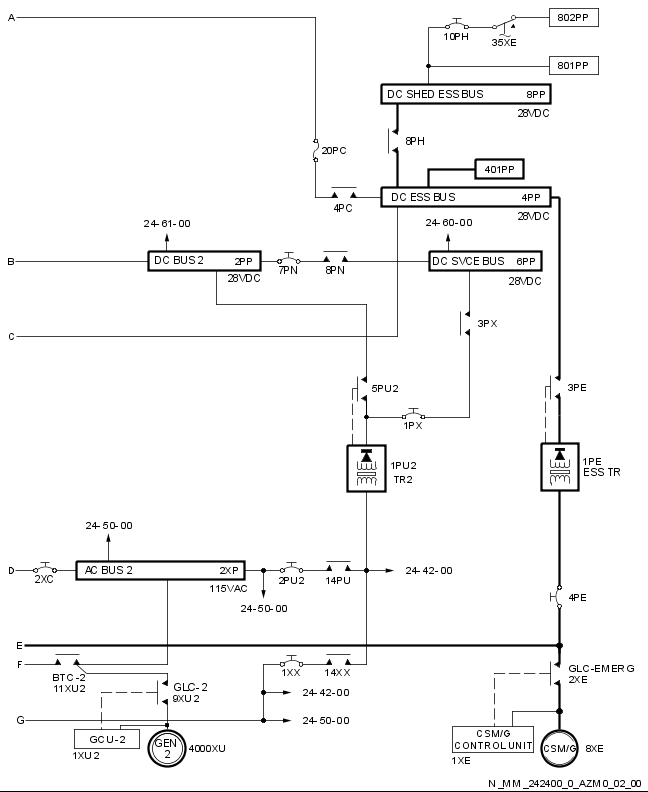 A
802PP
10PH
35XE
801PP
DC SHED ESS BUS 8PP
28VDC
8PH
20PC
401PP
4PC
DC ESS BUS 4PP
28VDC
24-61-00
24-60-00
B
DC BUS 2 2PP
28VDC
7PN
8PN
DC SVCE BUS 6PP
28VDC
3PX
C
5PU2
3PE
1PX
1PU2
TR2
1PE
ESS TR
24-50-00
D
2XC
AC BUS 2 2XP
115VAC
2PU2
14PU
24-42-00
24-50-00
4PE
E
F
BTC-2
11XU2
1XX
14XX
GLC-EMERG
2XE
GLC-2
9XU2
24-42-00
G
24-50-00
GCU-2
1XU2
GEN
2
4000XU
CSM/G
CONTROL UNIT
1XE
CSM/G
8XE
N_MM_242400_0_AZM0_02_00